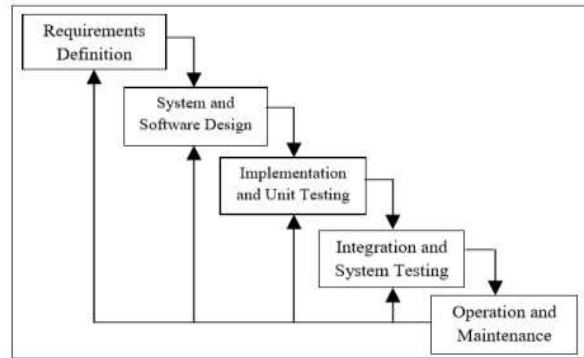 Requirements
Definition
System and
Software Design
Implementation
and Unit Testing
Integration and
System Testing
Operation and
Maintenance